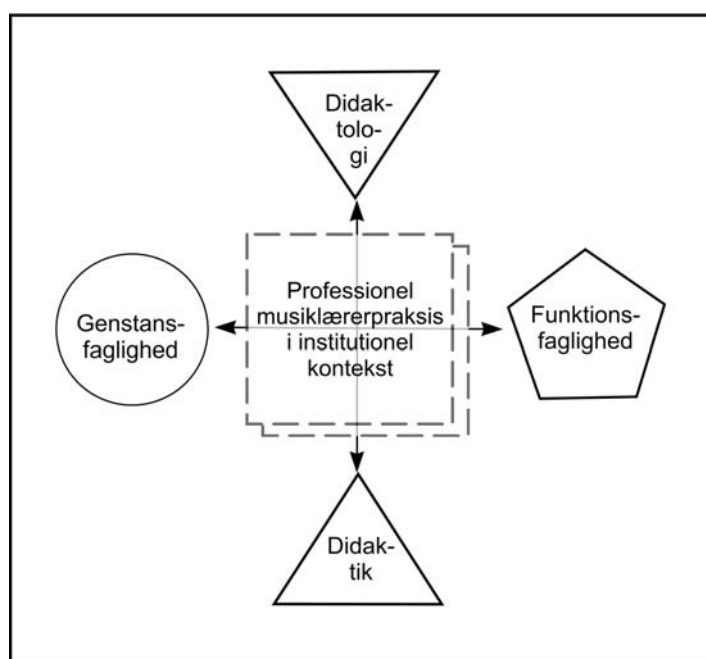 Didak-
tolo-
gi
Professionel
musiklærerpraksis
i institutionel
kontekst
Genstans-
faglighed
Funktions-
faglighed
Didak-
tik